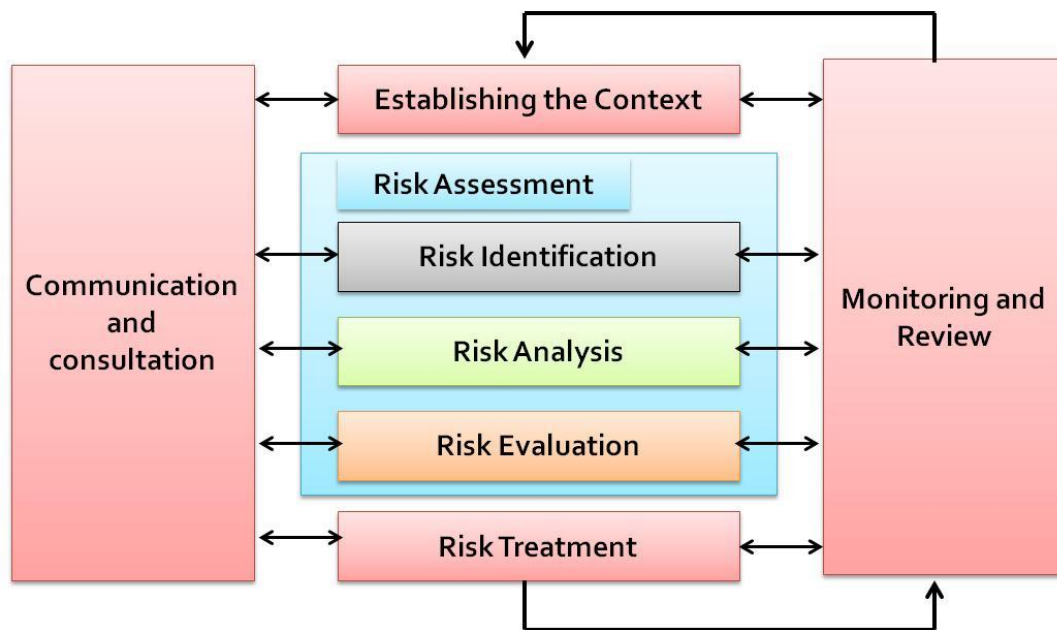 Communication
and
consultation
Establishing the Context
Risk Assessment
Risk Identification
Risk Analysis
Risk Evaluation
Risk Treatment
Monitoring and
Review